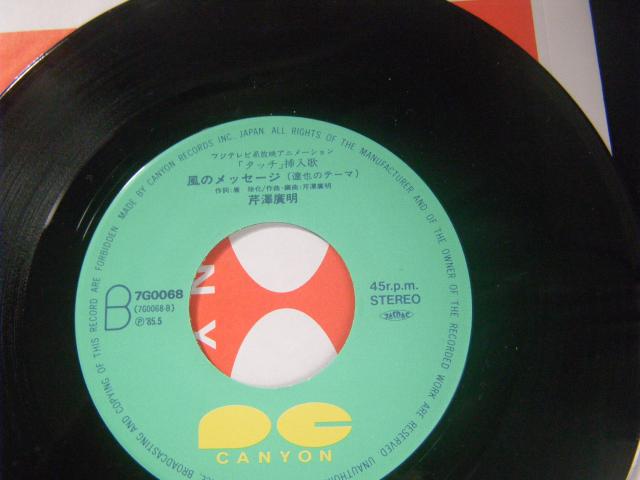 MADE BY CANYON RECORDS INC. JAPAN. ALL RIGHTS OF THE MANUFACTURER AND OF THE OWNER OF THE RECORDED WORK ARE RESERVED. UNAUTHO
BROADCASTING AND COPYING OF THIS RECORD ARE FORBIDDEN.
フジテレビ系放映アニメーション
「タッチ」挿入歌
風のメッセージ(達也のテーマ)
芹澤廣明
B
7G0068
(7G0068-B)
Ⓟ'85.5
45r.p.m.
STEREO
NY
CANYON